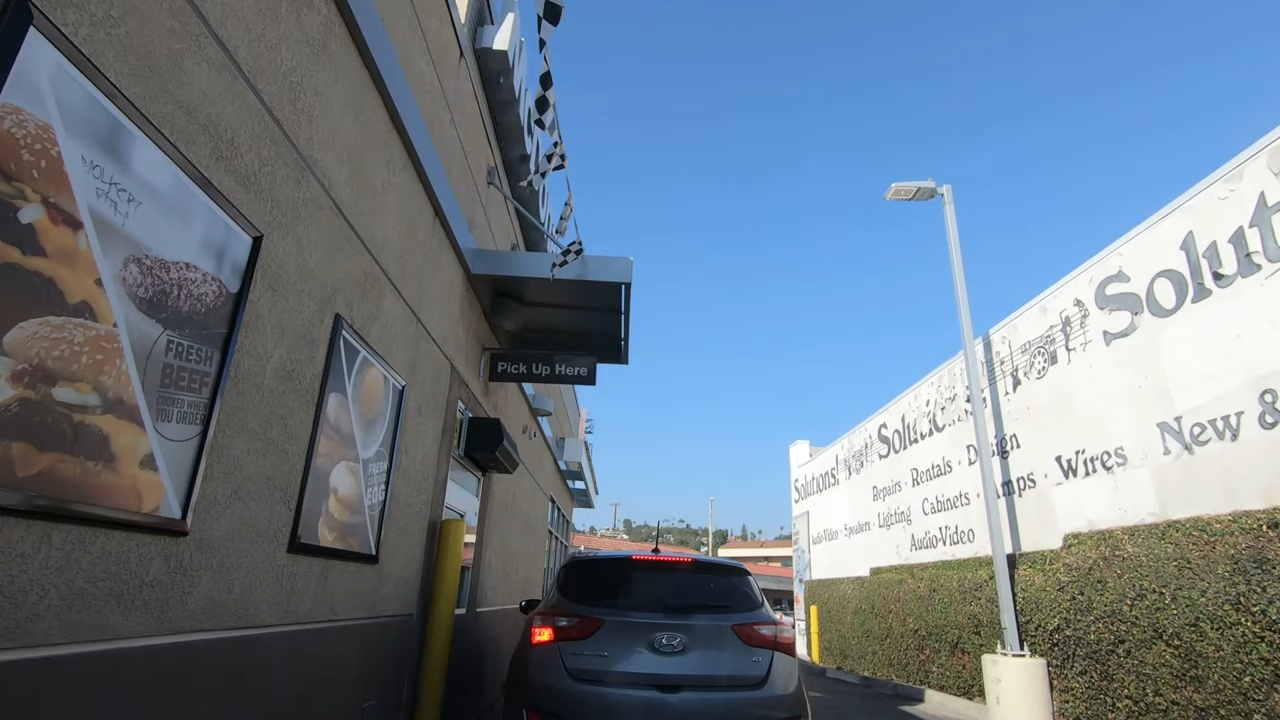 FRESH
BEEF
COOKED WHEN
YOU ORDER
FRESH
EGG
Pick Up Here
Solut
Solutions! Solutions
Repairs · Rentals · Design
New &
Audio-Video · Speakers · Lighting Cabinets · Amps · Wires
Audio-Video